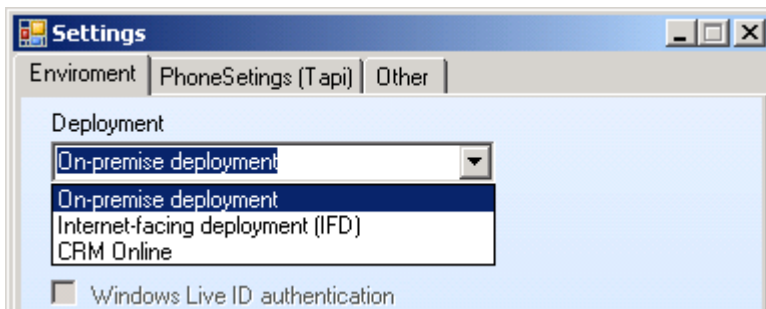 Settings
Enviroment PhoneSetings (Tapi) Other
Deployment
On-premise deployment
On-premise deployment
Internet-facing deployment (IFD)
CRM Online
Windows Live ID authentication